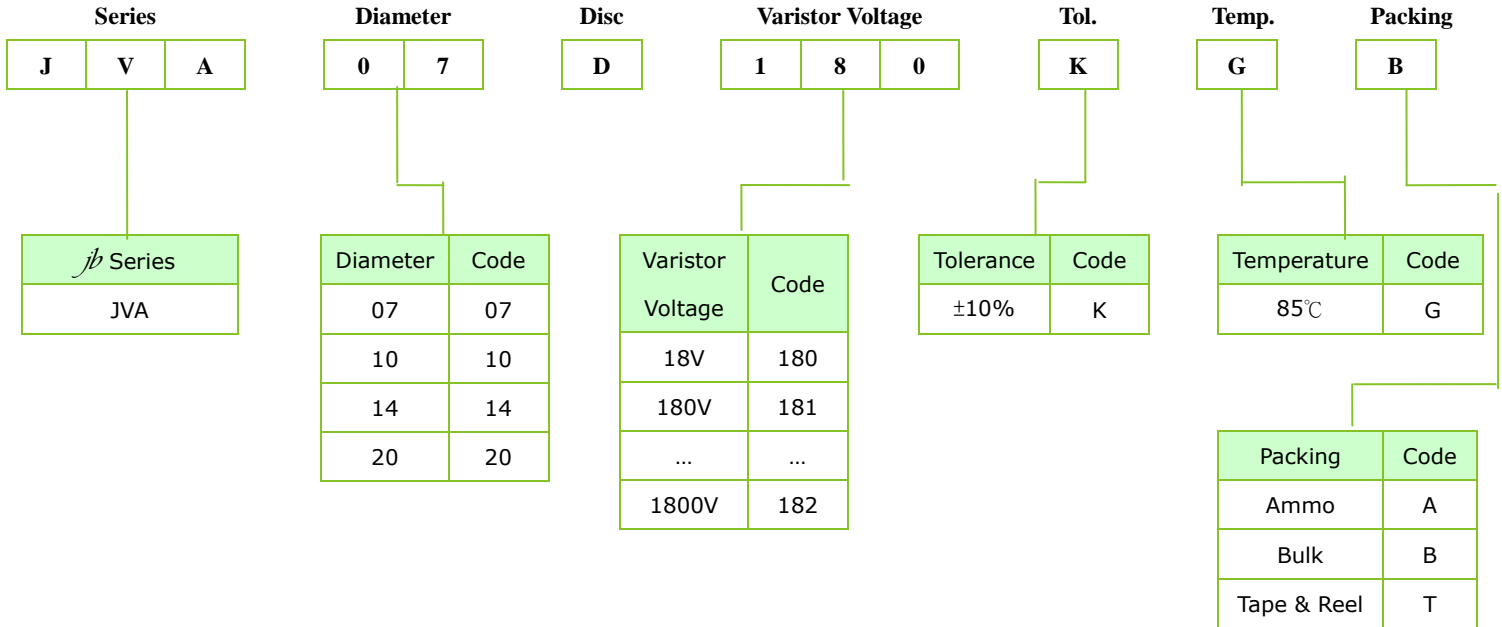 Series Diameter Disc Varistor Voltage Tol. Temp. Packing
J V A 0 7 D 1 8 0 K G B
jb Series
JVA
Diameter Code
07 07
10 10
14 14
20 20
Varistor Voltage Code
18V 180
180V 181
... ...
1800V 182
Tolerance Code
±10% K
Temperature Code
85℃ G
Packing Code
Ammo A
Bulk B
Tape & Reel T